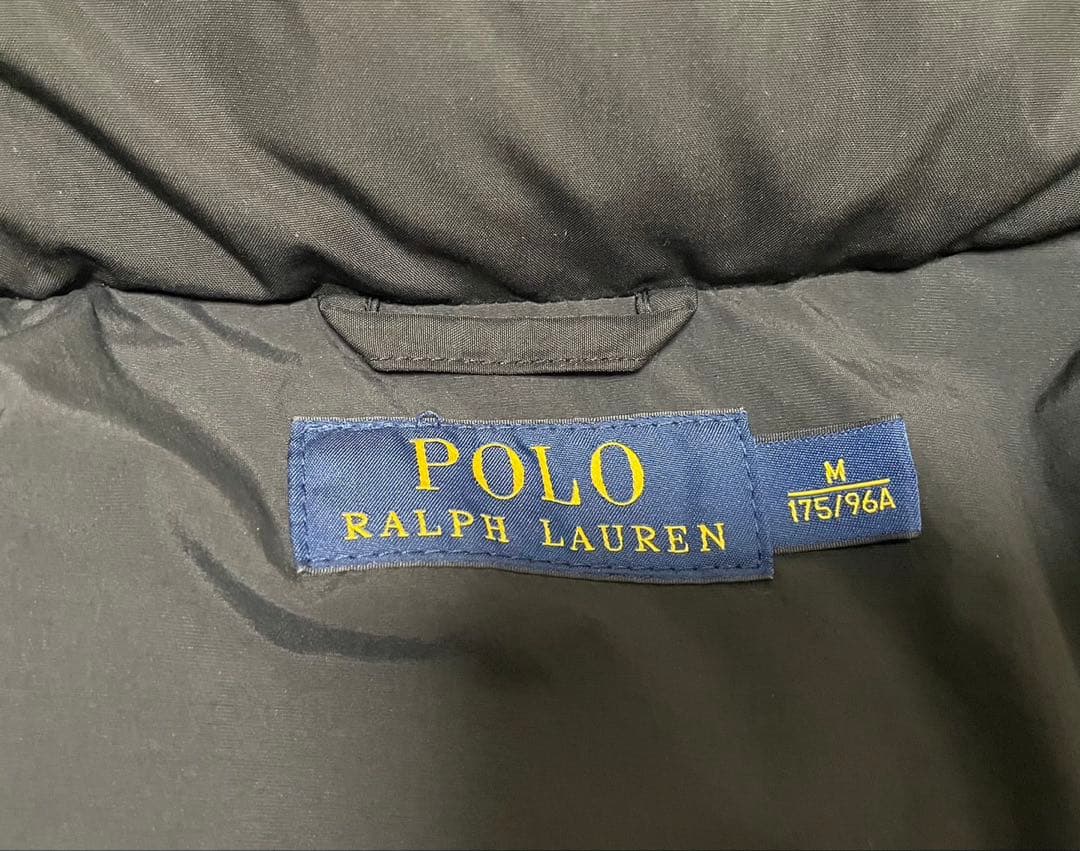 POLO
RALPH LAUREN
M
175/96A